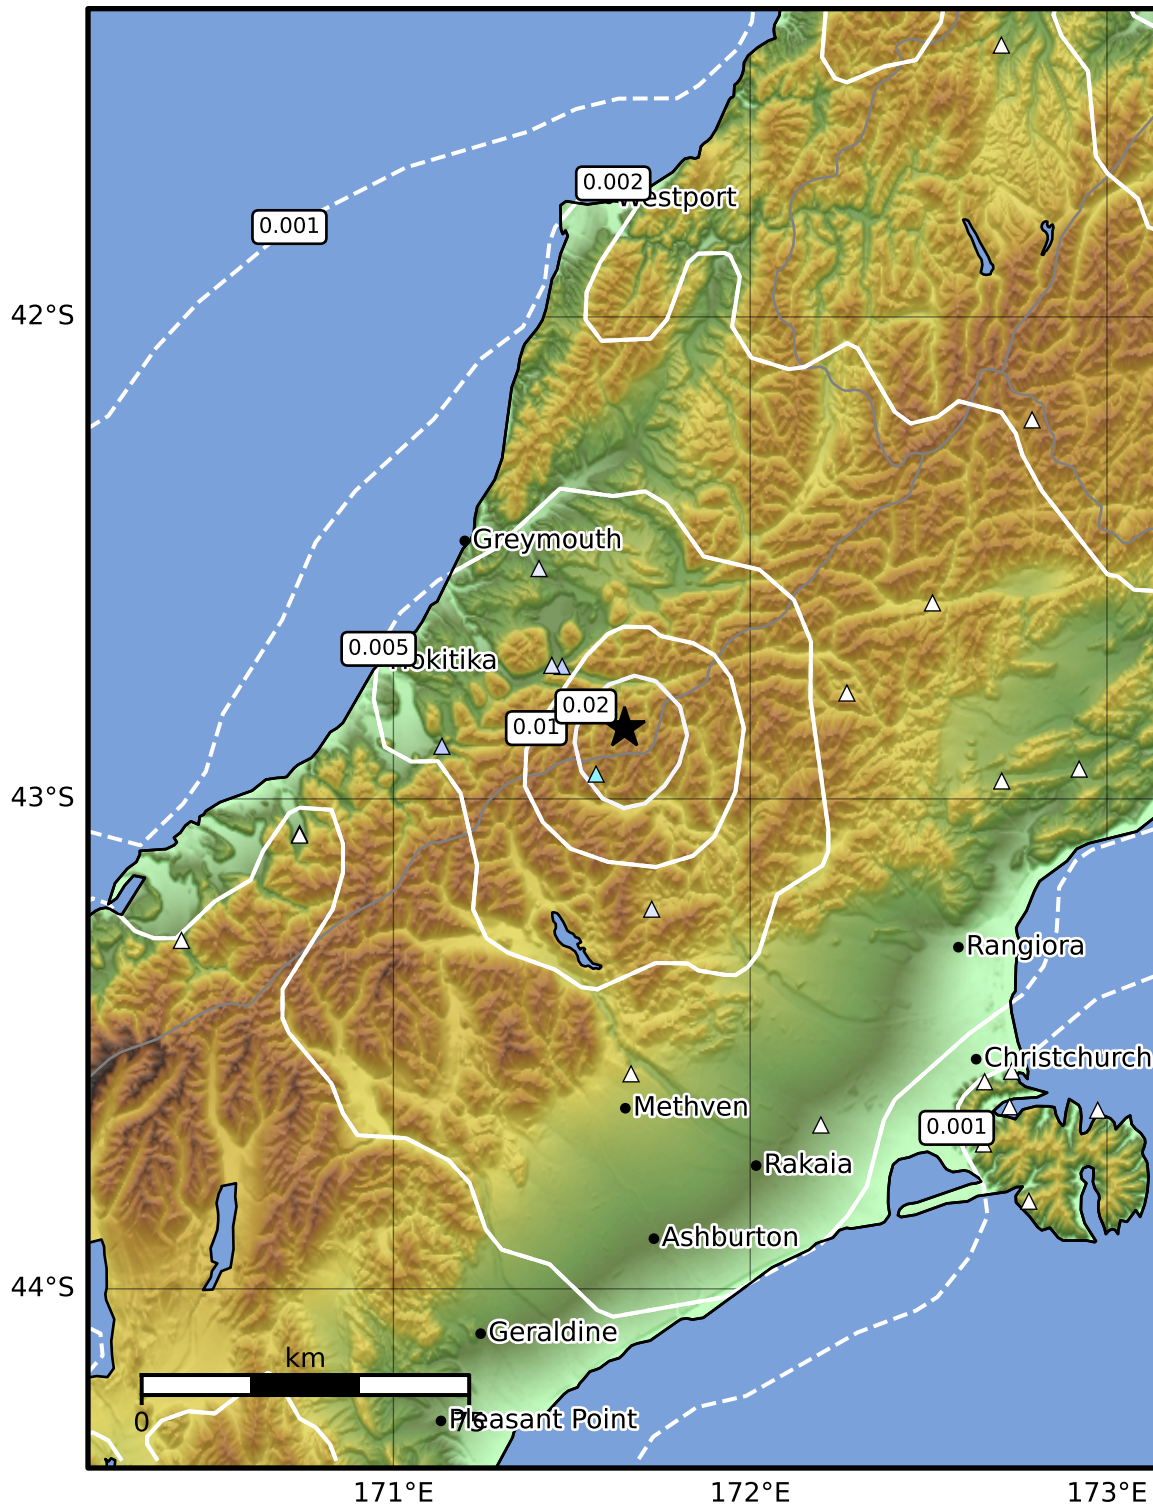 0.002
Westport
0.001
42°S
Greymouth
0.005
Hokitika
0.02
0.01
43°S
Rangiora
Christchurch
Methven
0.001
Rakaia
Ashburton
44°S
Geraldine
km
0
75
Pleasant Point
171°E
172°E
173°E